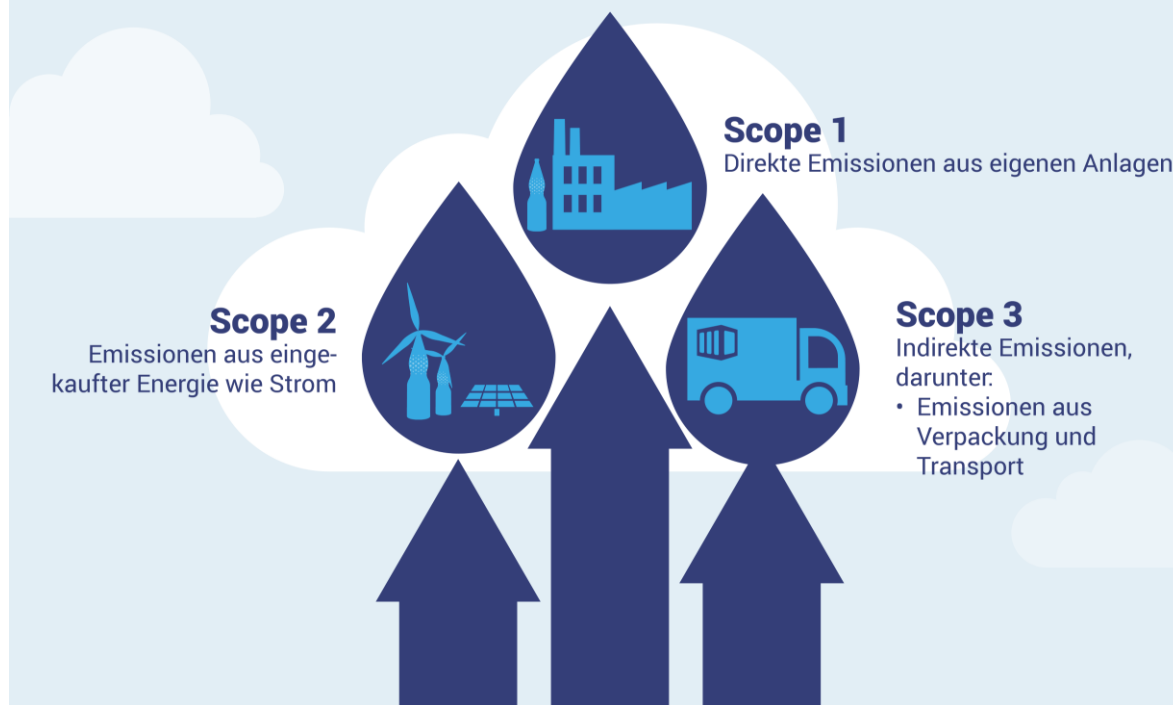 Scope 1
Direkte Emissionen aus eigenen Anlagen
Scope 2
Emissionen aus einge-
kaufter Energie wie Strom
Scope 3
Indirekte Emissionen,
darunter:
• Emissionen aus
Verpackung und
Transport